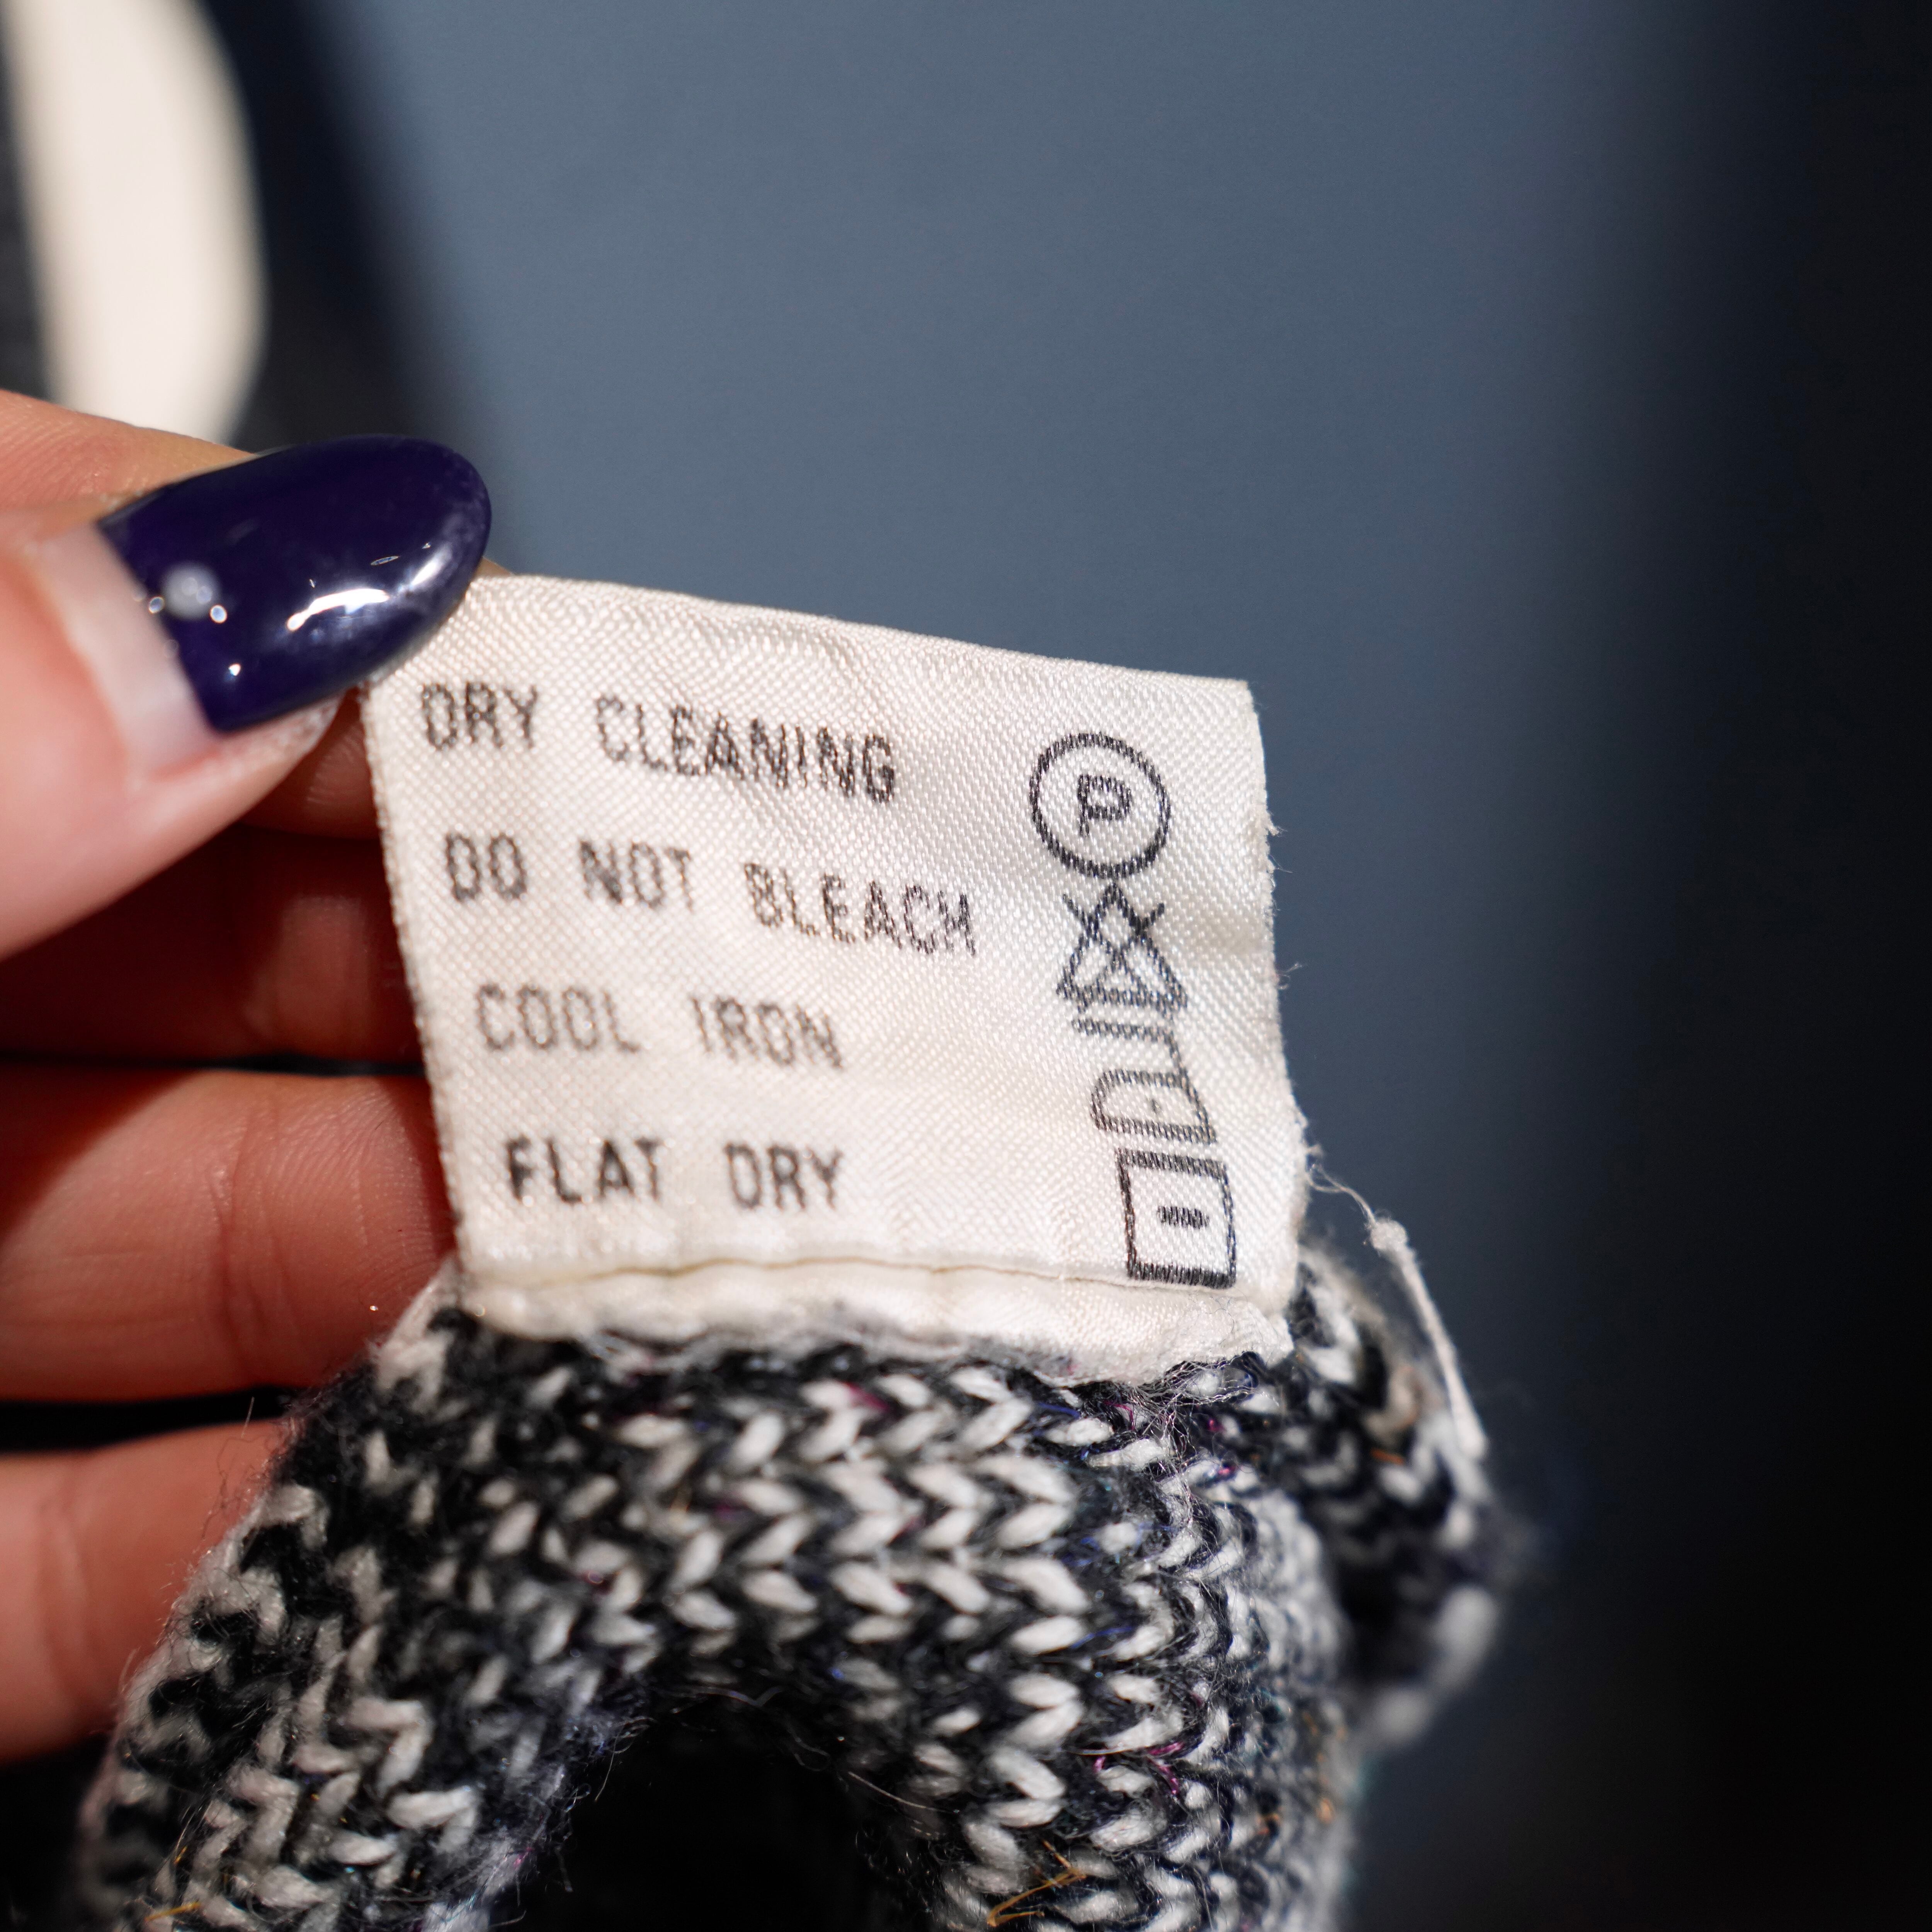 DRY CLEANING
P
DO NOT BLEACH
COOL IRON
FLAT DRY